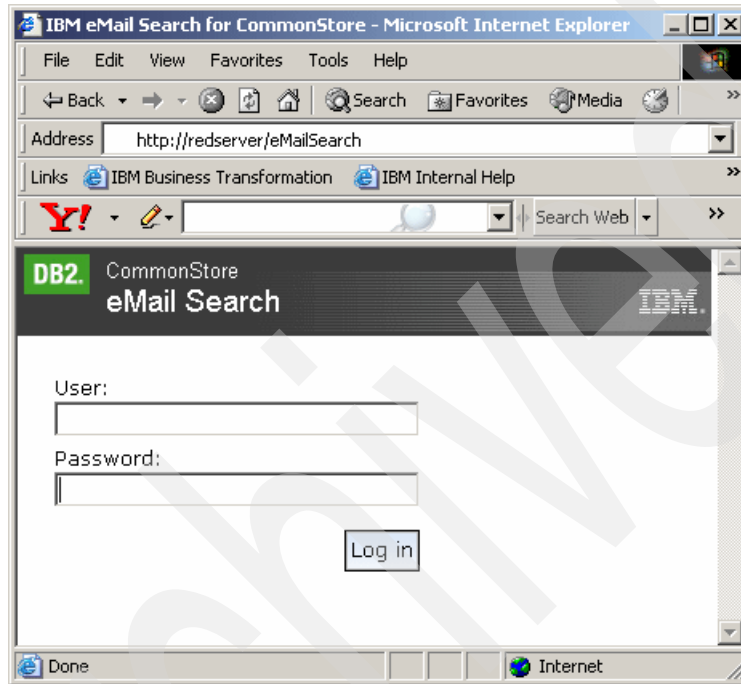 IBM eMail Search for CommonStore - Microsoft Internet Explorer
File Edit View Favorites Tools Help
Back Search Favorites Media »
Address http://redserver/eMailSearch
Links IBM Business Transformation IBM Internal Help »
Y! Search Web »
DB2. CommonStore
eMail Search IBM.
User:
Password:
Log in
Done Internet